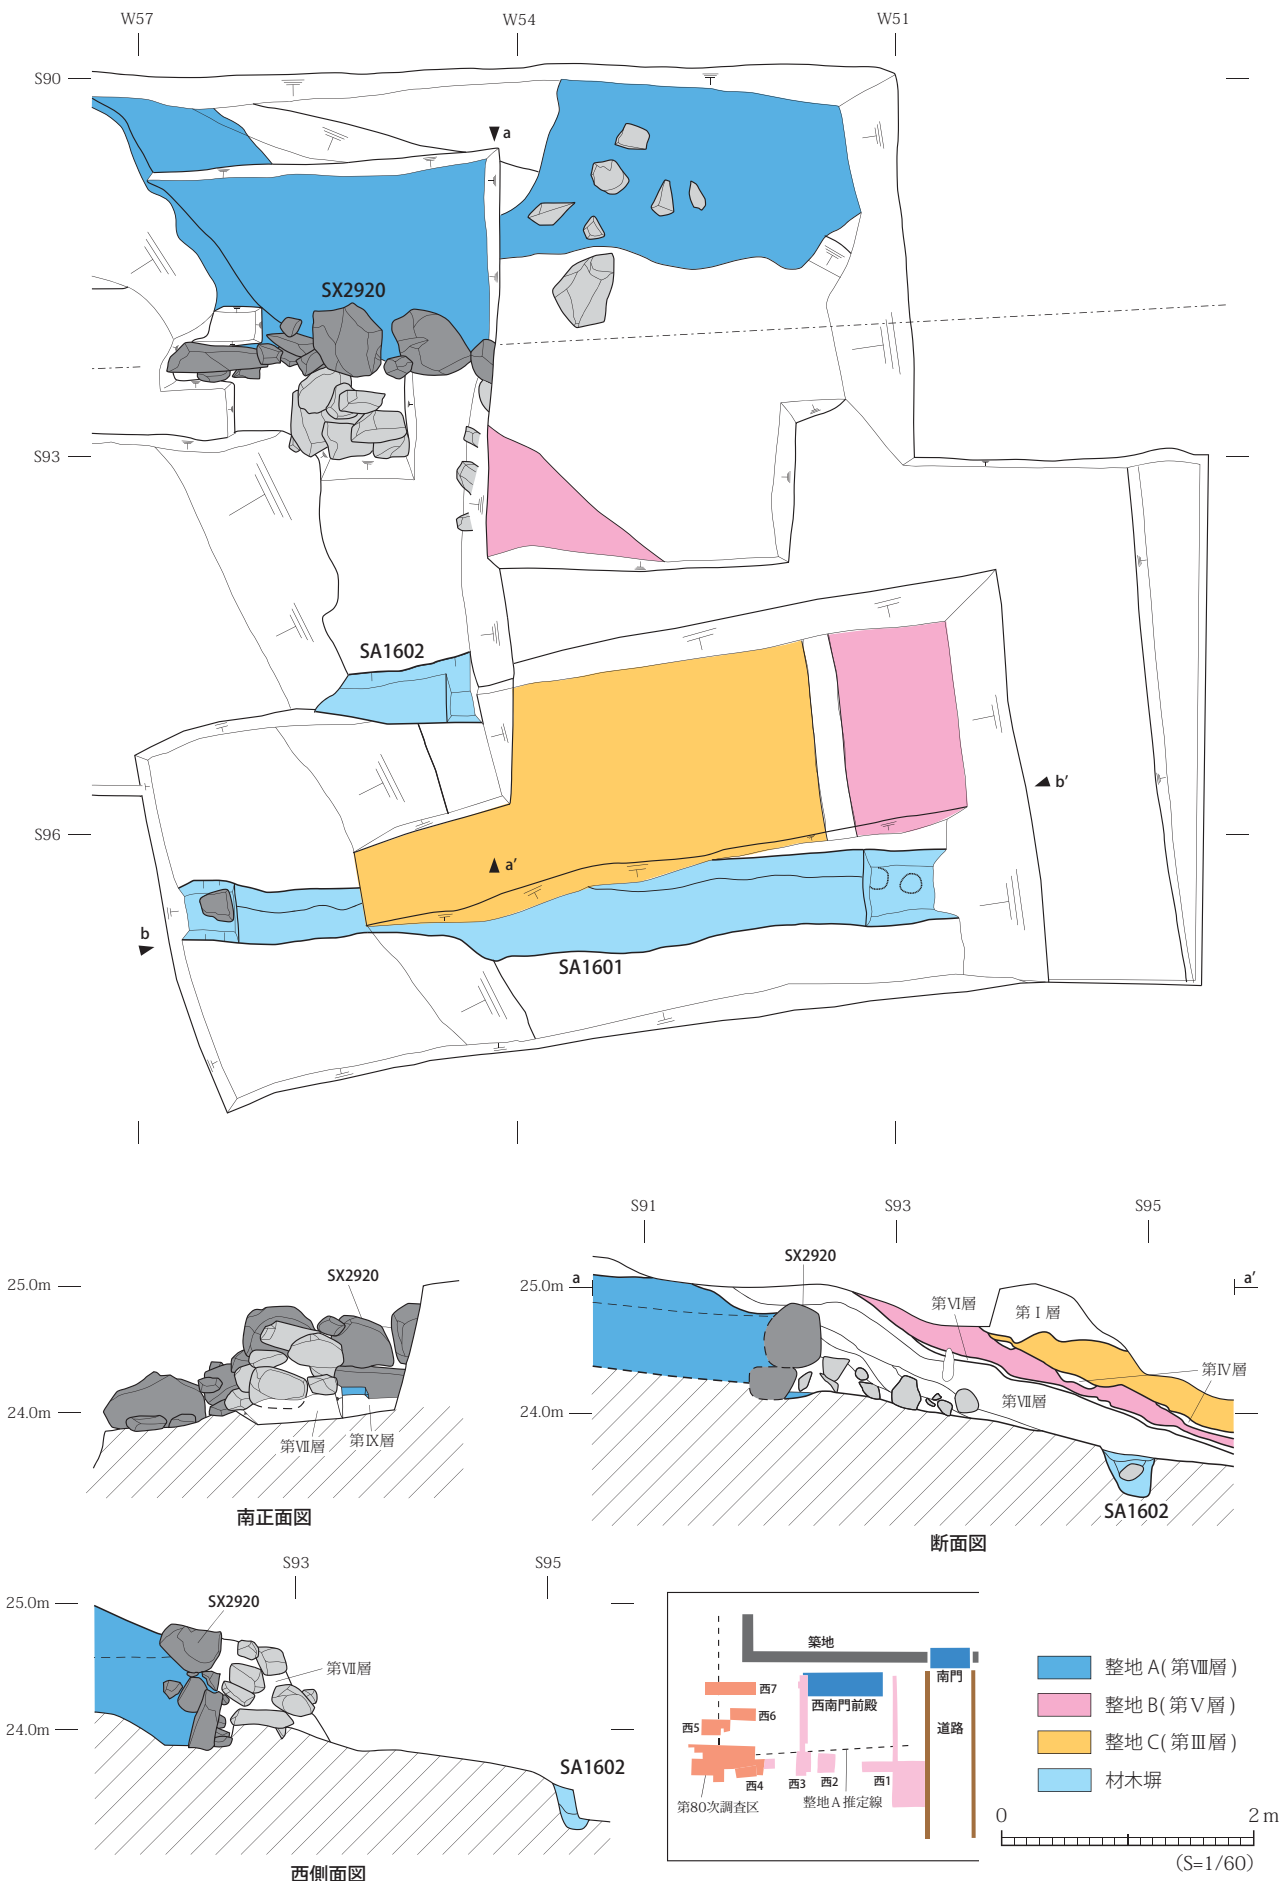 W57
W54
W51
S90
a
SX2920
S93
SA1602
b'
S96
a'
b
SA1601
S91
S93
S95
25.0m
SX2920
24.0m
第Ⅶ層
第Ⅸ層
南正面図
25.0m
a
SX2920
a'
第Ⅵ層
第Ⅰ層
第Ⅳ層
24.0m
第Ⅶ層
SA1602
断面図
S93
S95
25.0m
SX2920
第Ⅶ層
24.0m
SA1602
西側面図
築地
南門
西7
西南門前殿
西6
西5
道路
西4
西3
西2
西1
第80次調査区
整地A推定線
整地 A( 第Ⅷ層 )
整地 B( 第Ⅴ層 )
整地 C( 第Ⅲ層 )
材木塀
0
2 m
(S=1/60)